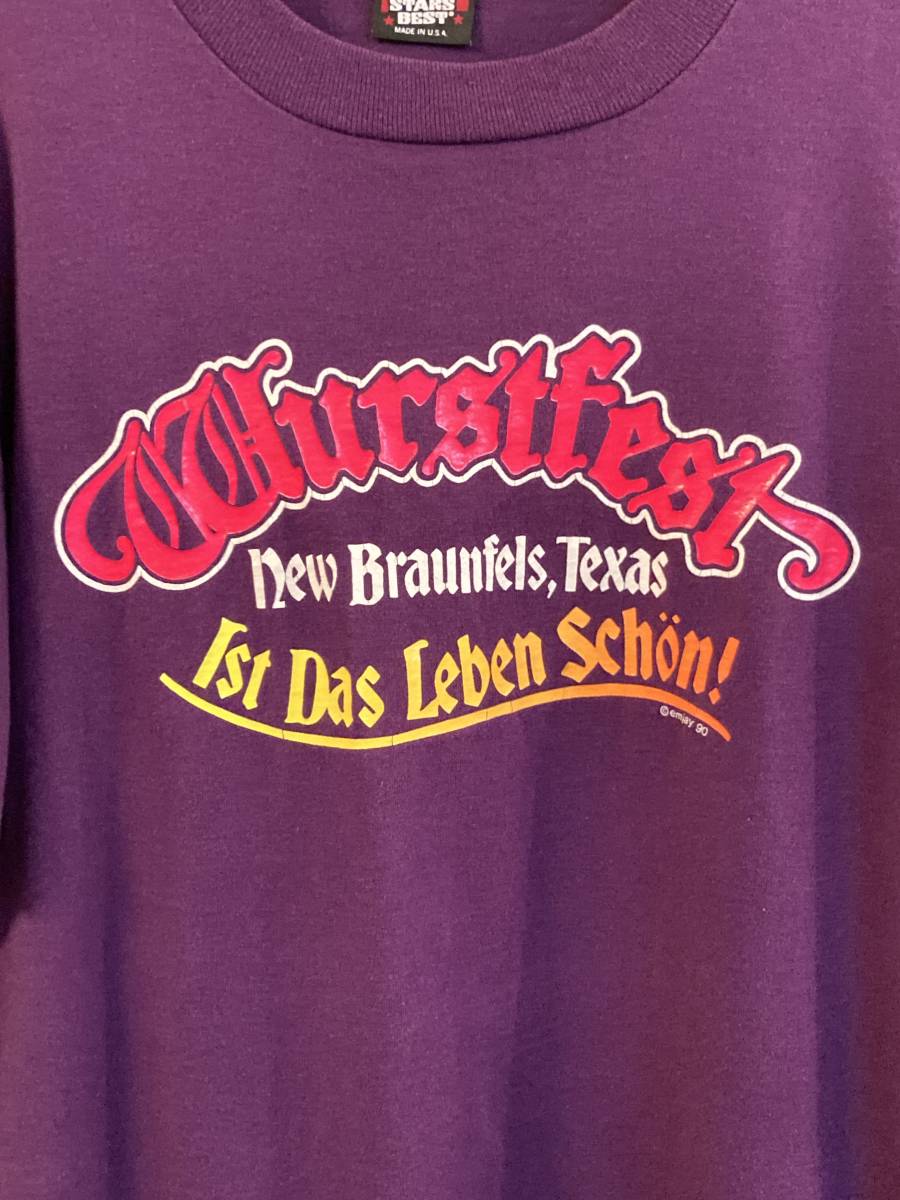 STARS
BEST
MADE IN U.S.A.
Wurstfest
New Braunfels, Texas
Ist Das Leben Schön!
©emjay 90